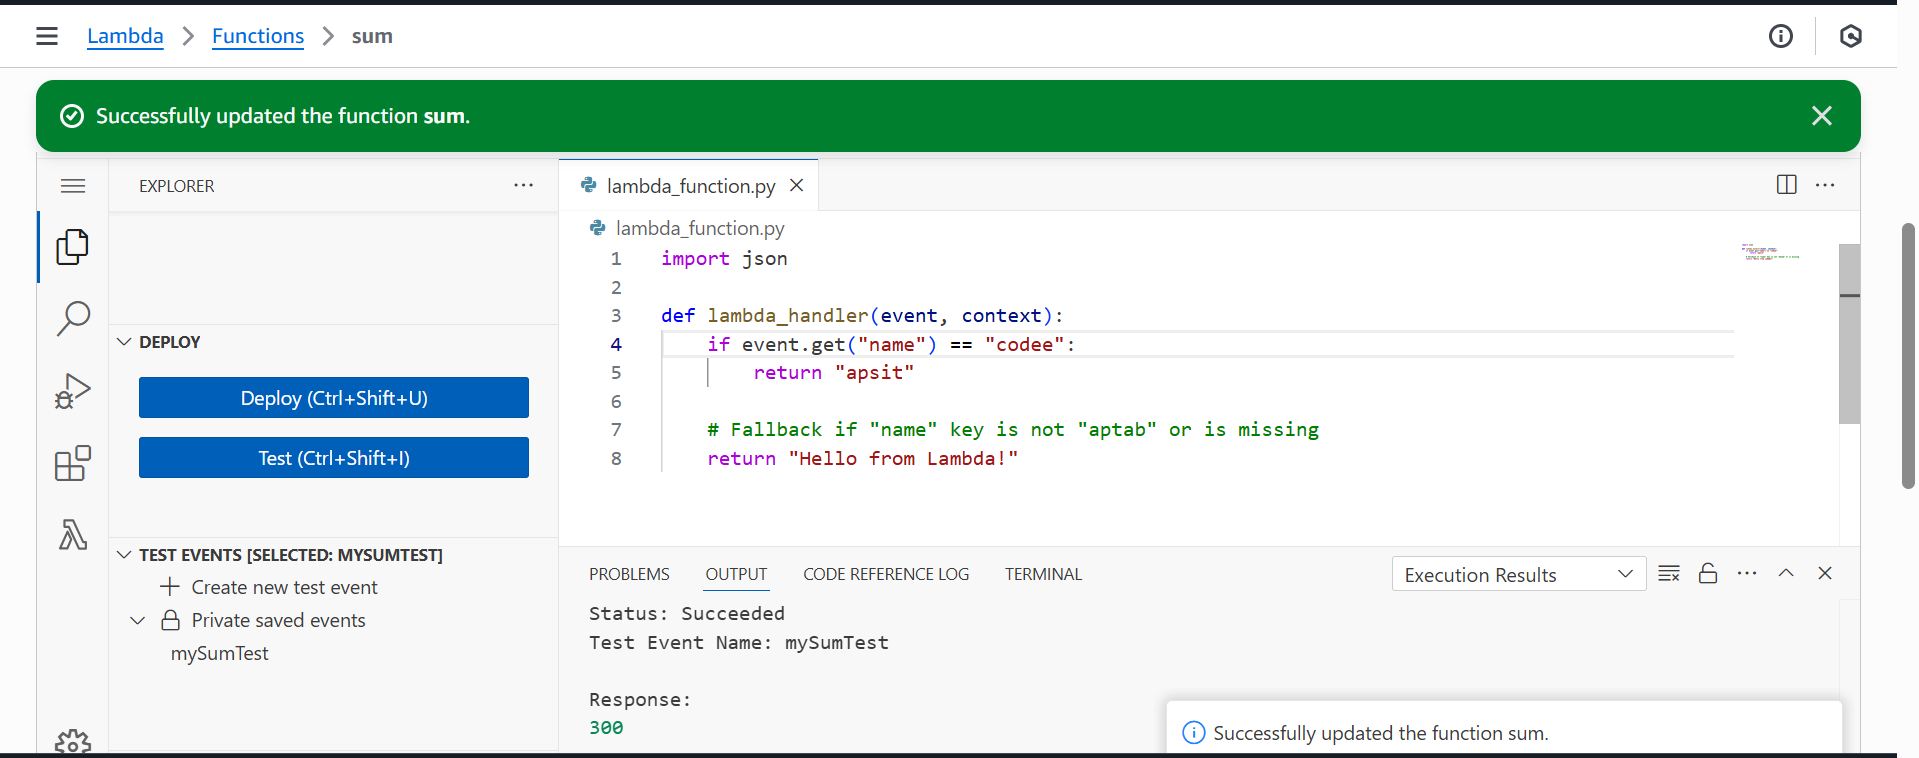 Lambda > Functions > sum
Successfully updated the function sum.
EXPLORER
lambda_function.py
lambda_function.py
1 import json
2
3 def lambda_handler(event, context):
4 if event.get("name") == "codee":
5 return "apsit"
6
7 # Fallback if "name" key is not "aptab" or is missing
8 return "Hello from Lambda!"
DEPLOY
Deploy (Ctrl+Shift+U)
Test (Ctrl+Shift+I)
TEST EVENTS [SELECTED: MYSUMTEST]
Create new test event
Private saved events
mySumTest
PROBLEMS OUTPUT CODE REFERENCE LOG TERMINAL
Execution Results
Status: Succeeded
Test Event Name: mySumTest
Response:
300
Successfully updated the function sum.